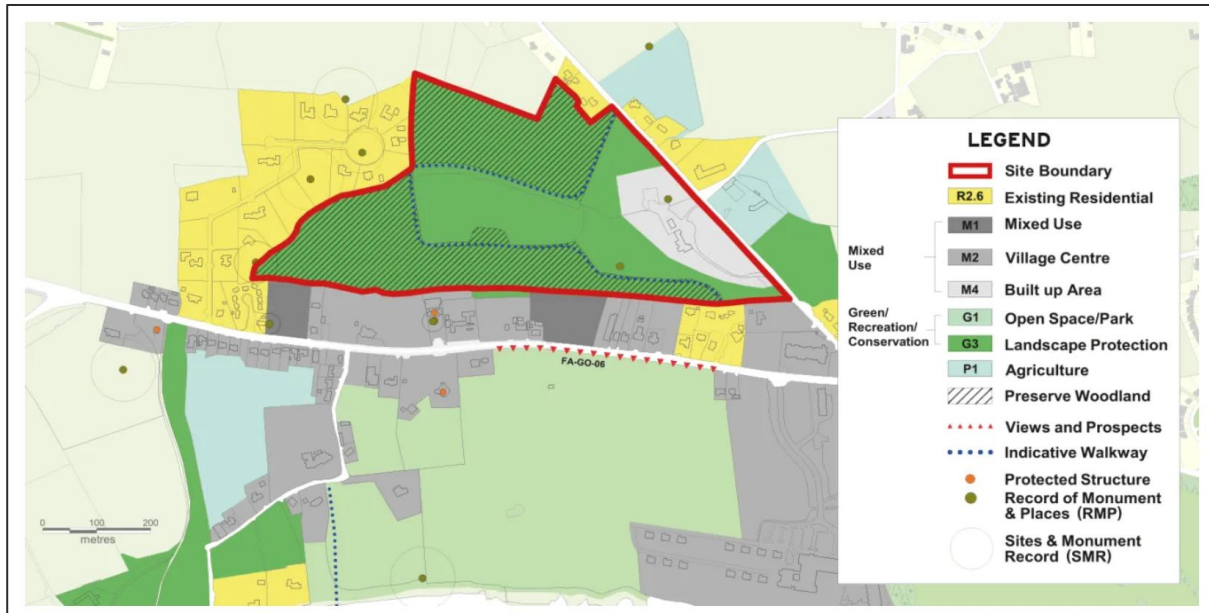 FA-GO-06
0 100 200
metres
LEGEND
Site Boundary
R2.6 Existing Residential
Mixed
Use
M1 Mixed Use
M2 Village Centre
M4 Built up Area
Green/
Recreation/
Conservation
G1 Open Space/Park
G3 Landscape Protection
P1 Agriculture
Preserve Woodland
Views and Prospects
Indicative Walkway
Protected Structure
Record of Monument
& Places (RMP)
Sites & Monument
Record (SMR)